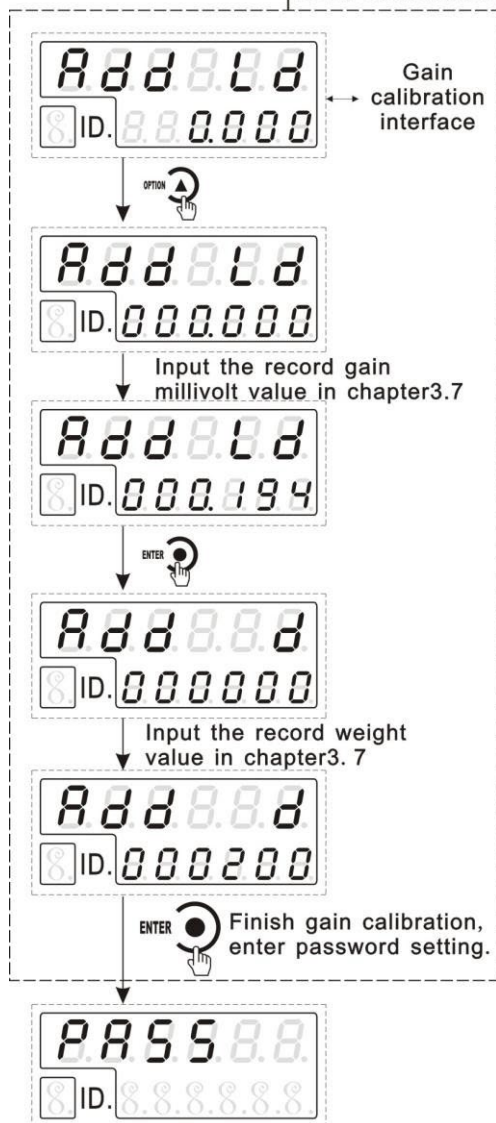 Add Ld
Gain
calibration
interface
ID. 0.000
OPTION
Add Ld
ID. 000.000
Input the record gain
millivolt value in chapter3.7
Add Ld
ID. 000.194
ENTER
Add d
ID. 000000
Input the record weight
value in chapter3. 7
Add d
ID. 000200
ENTER
Finish gain calibration,
enter password setting.
PASS
ID.